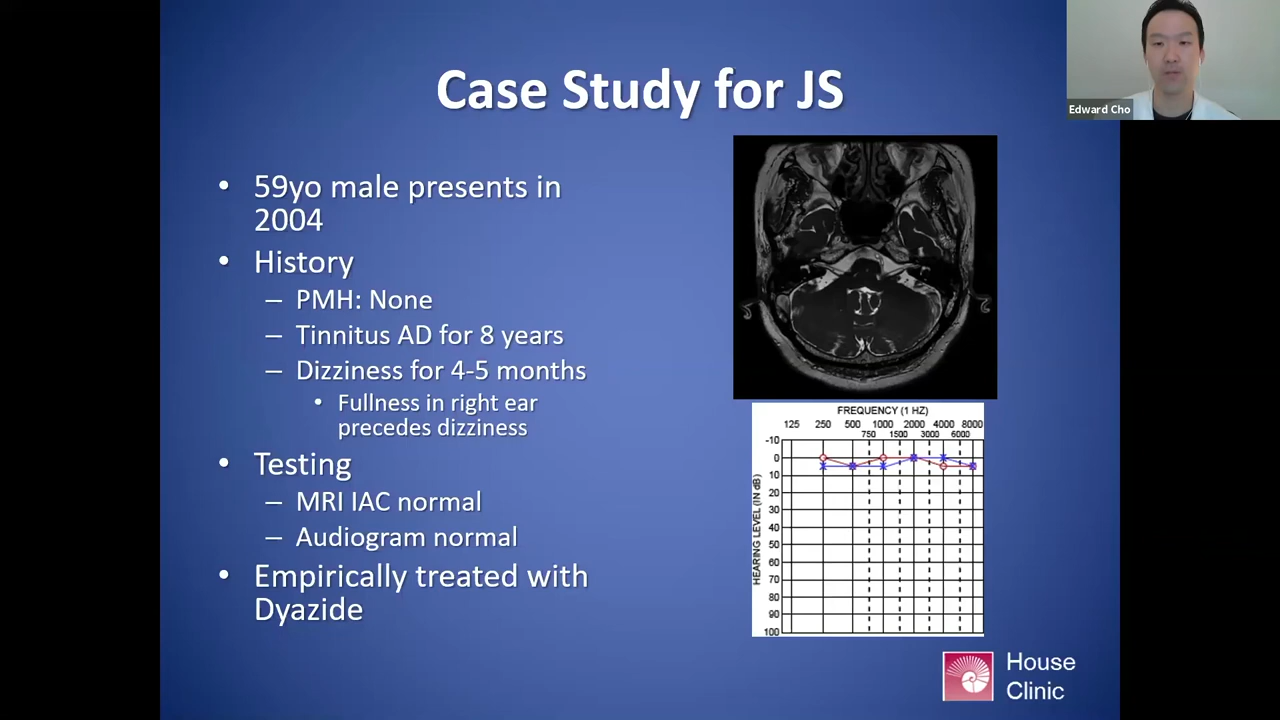 Case Study for JS
Edward Cho
• 59yo male presents in
2004
• History
– PMH: None
– Tinnitus AD for 8 years
– Dizziness for 4-5 months
• Fullness in right ear
precedes dizziness
• Testing
– MRI IAC normal
– Audiogram normal
• Empirically treated with
Dyazide
FREQUENCY (1 HZ)
125 250 500 1000 2000 4000 8000
750 1500 3000 6000
HEARING LEVEL (IN dB)
-10
0
10
20
30
40
50
60
70
80
90
100
House
Clinic